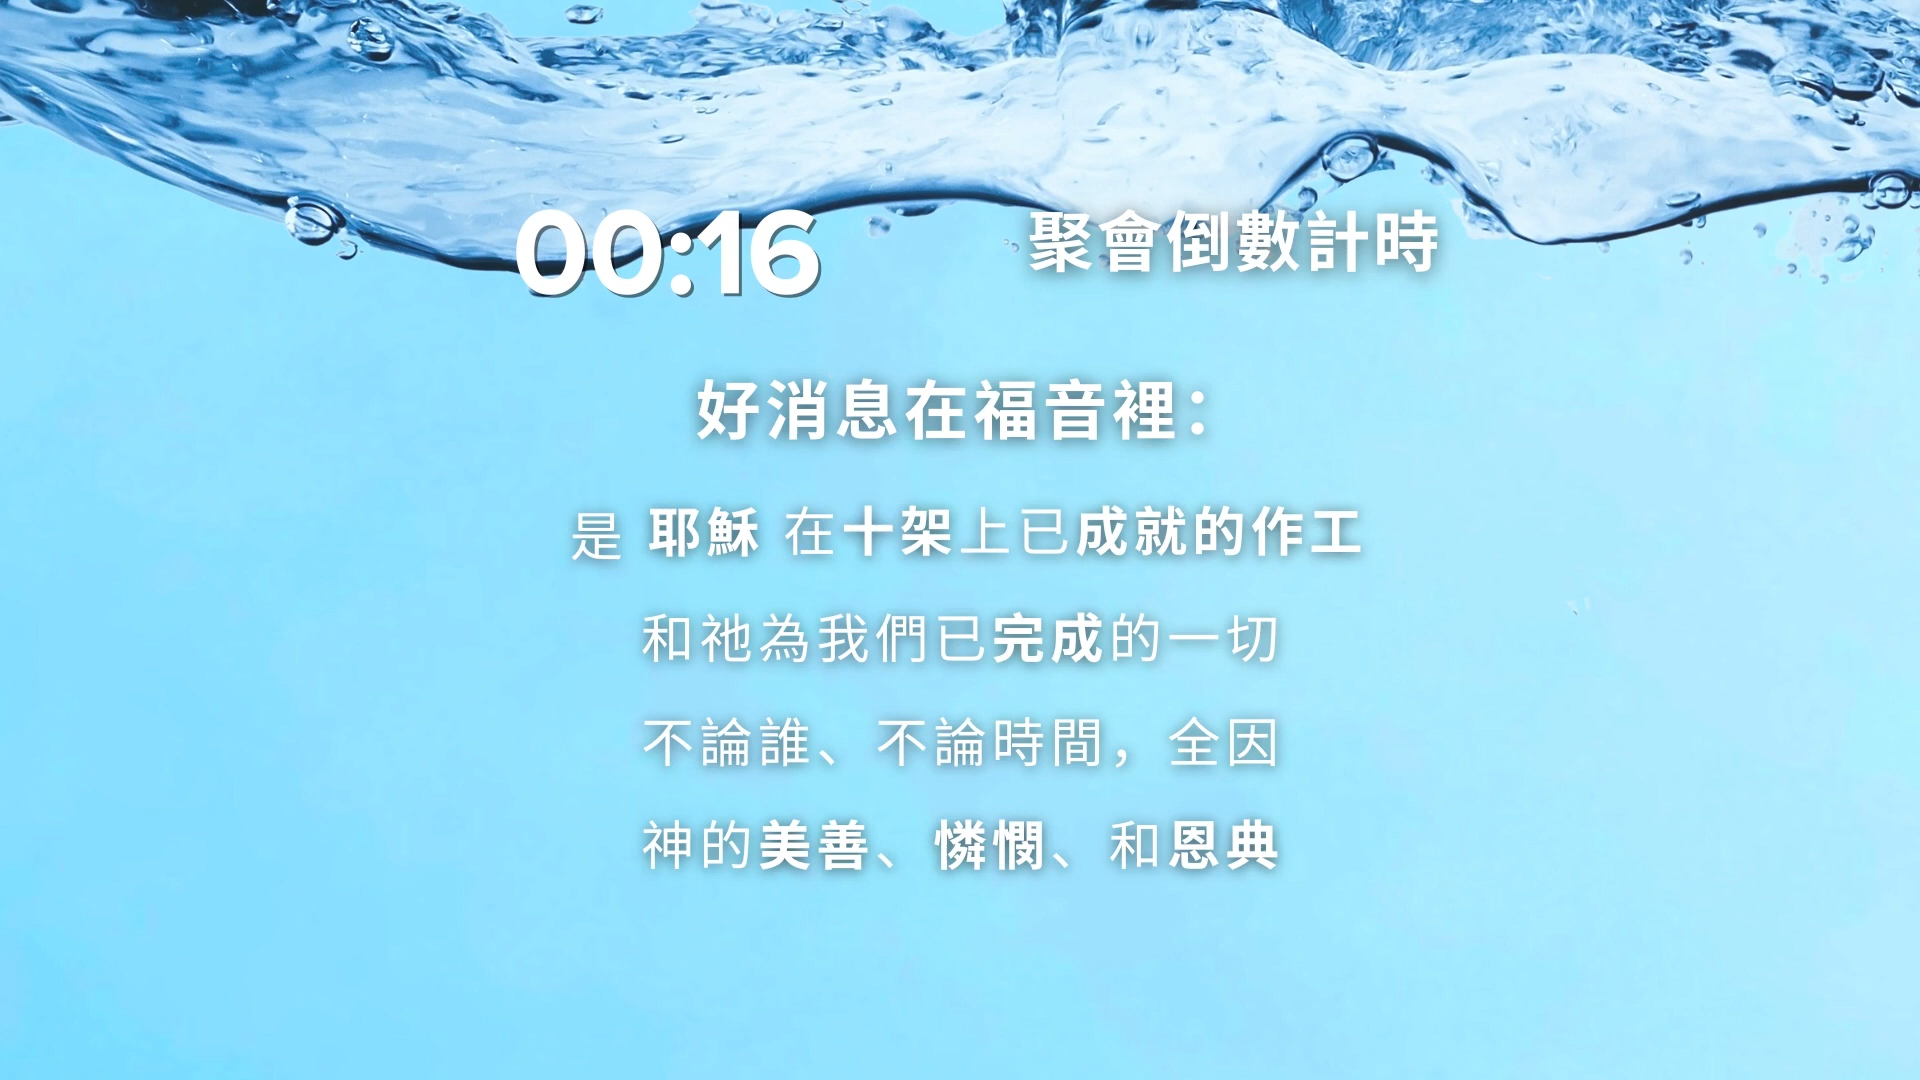 00:16 聚會倒數計時
好消息在福音裡：
是 耶穌 在十架上已成就的作工
和祂為我們已完成的一切
不論誰、不論時間，全因
神的美善、憐憫、和恩典